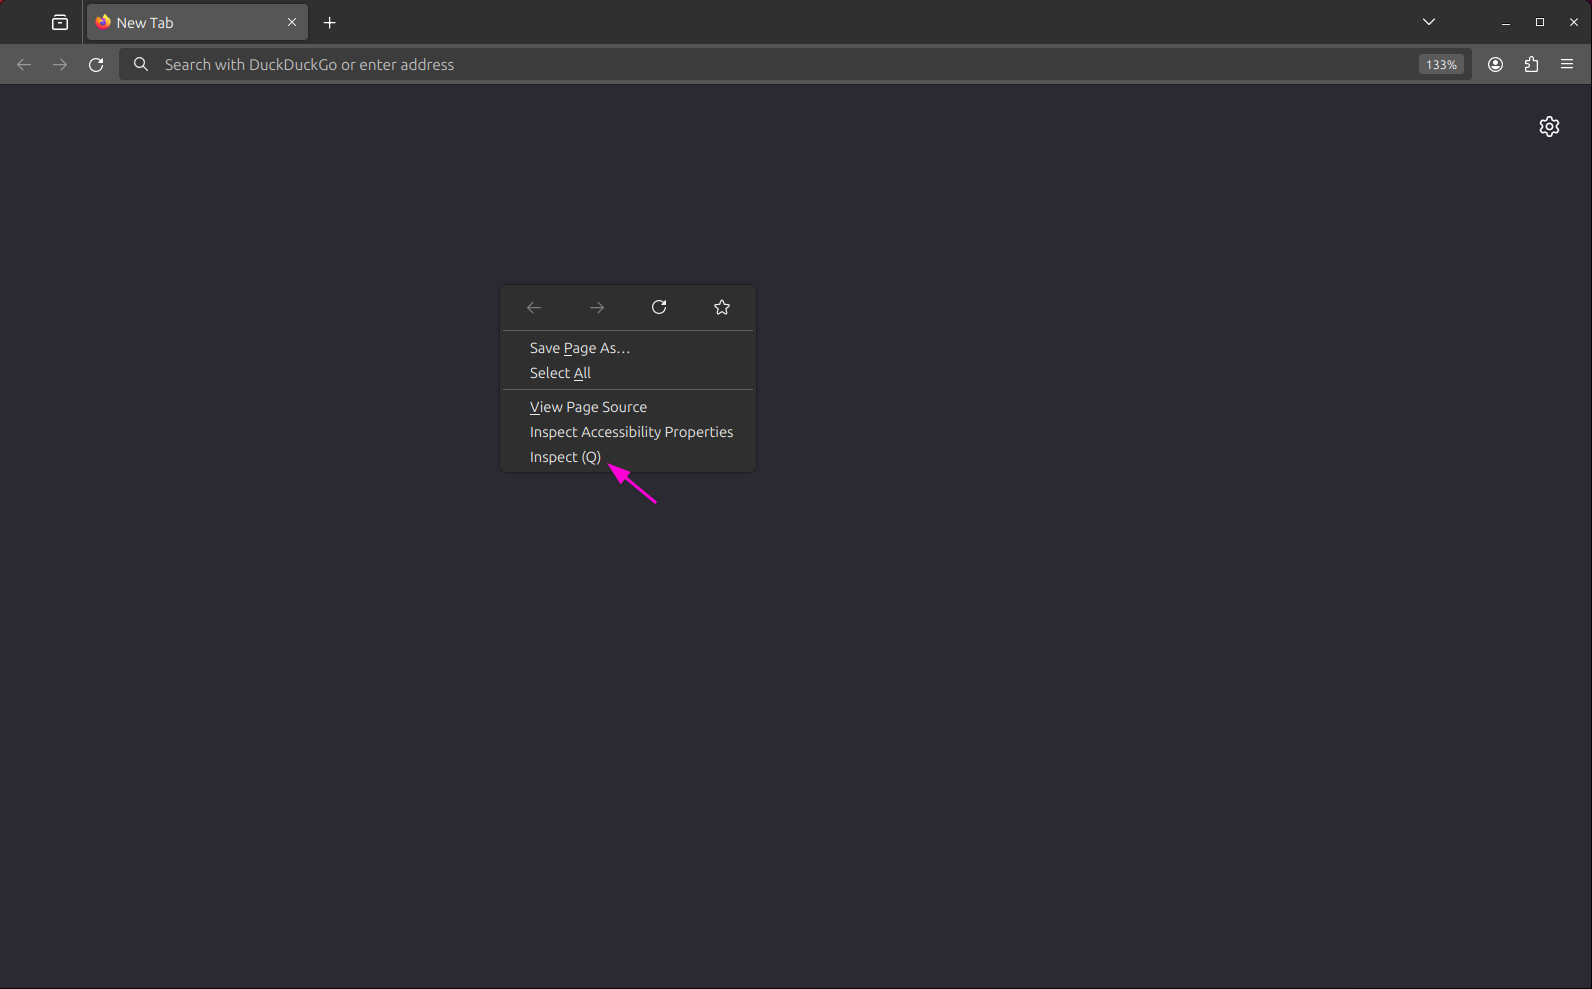 New Tab
Search with DuckDuckGo or enter address
133%
Save Page As…
Select All
View Page Source
Inspect Accessibility Properties
Inspect (Q)